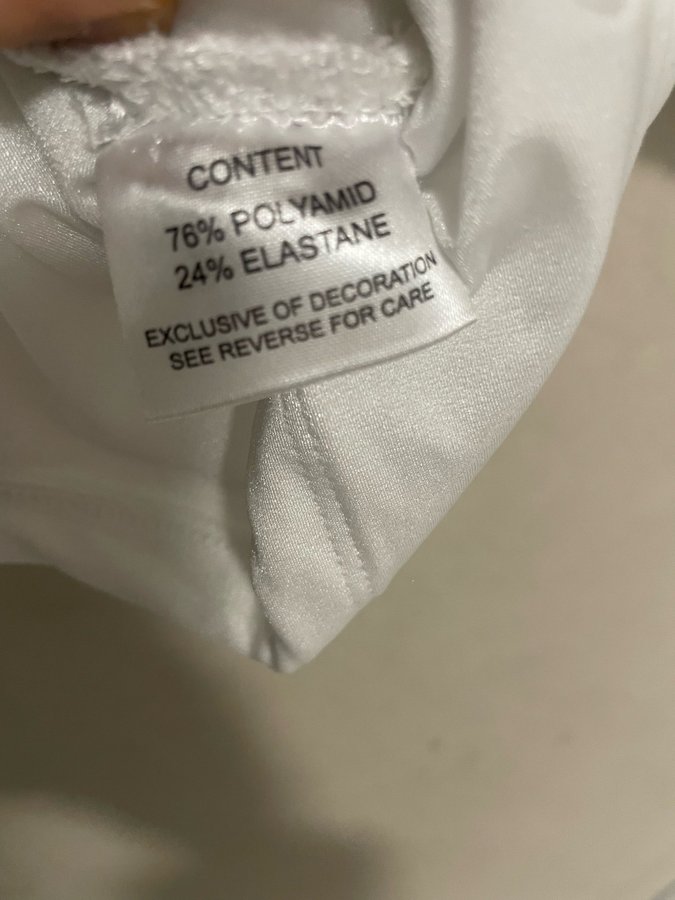 CONTENT
76% POLYAMID
24% ELASTANE
EXCLUSIVE OF DECORATION
SEE REVERSE FOR CARE